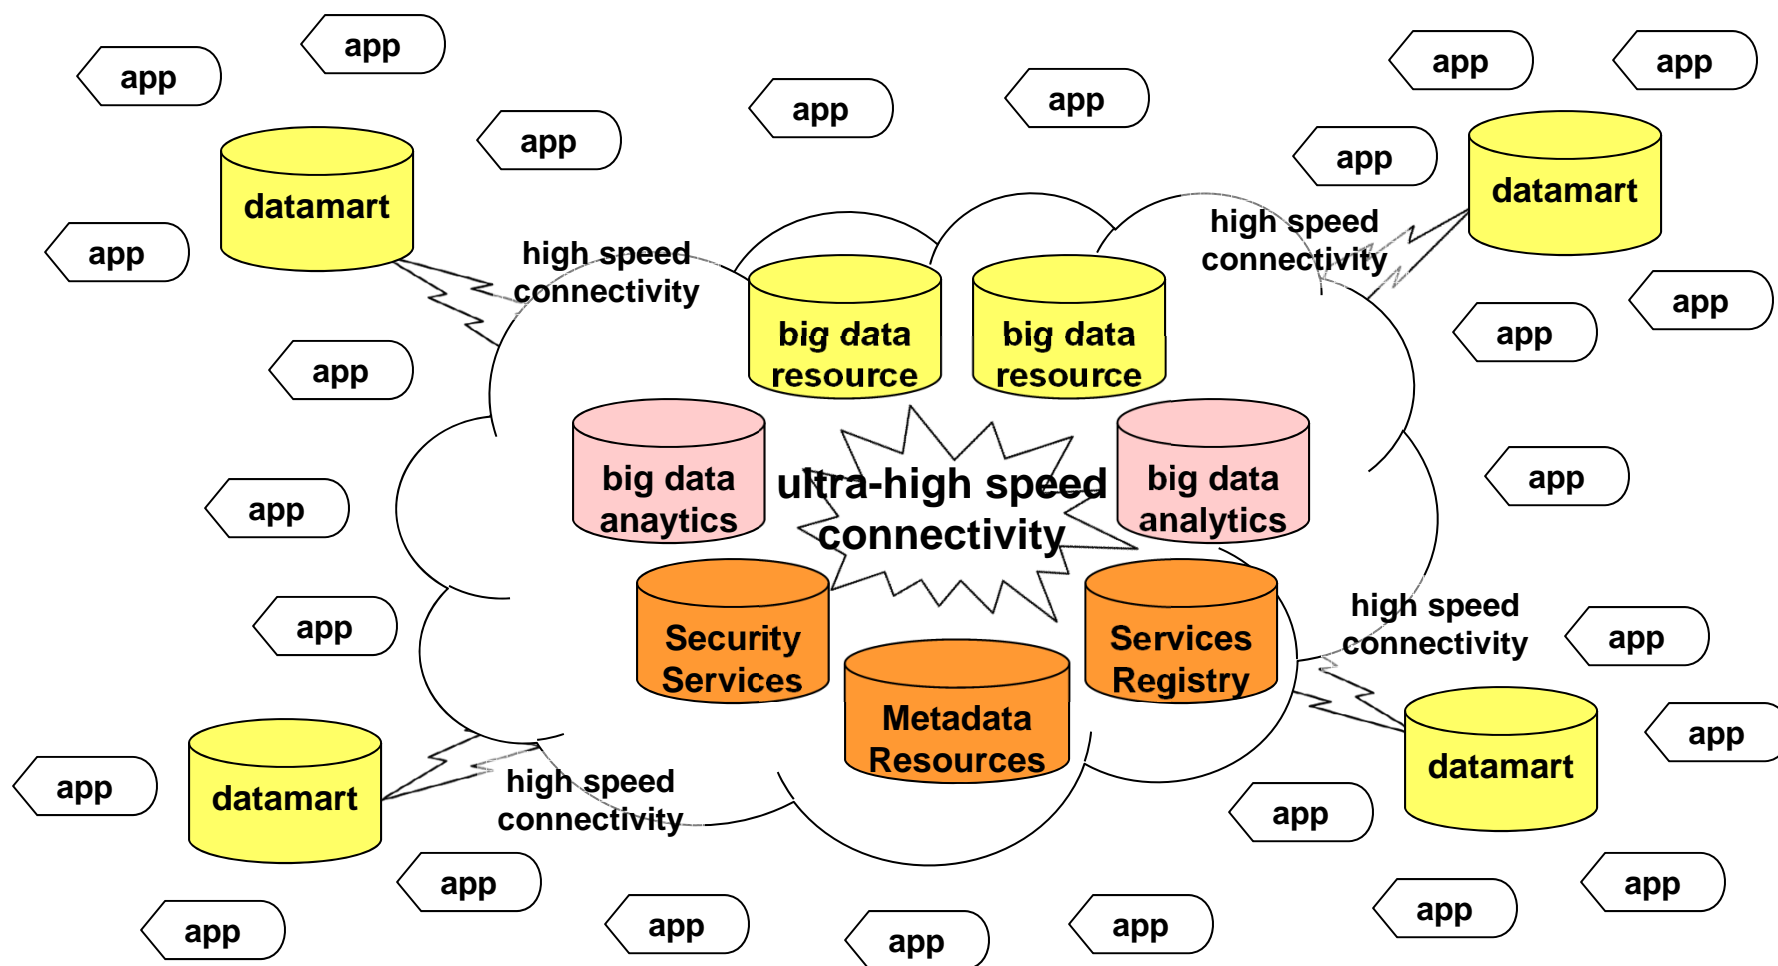 app
app
app
app
app
app
app
app
app
datamart
datamart
app
high speed
connectivity
high speed
connectivity
app
app
app
big data
resource
big data
resource
app
big data
anaytics
ultra-high speed
connectivity
big data
analytics
app
app
app
Security
Services
Services
Registry
high speed
connectivity
app
Metadata
Resources
app
datamart
high speed
connectivity
datamart
app
app
app
app
app
app
app
app
app
app